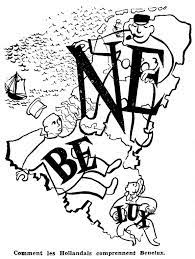 NE
BE
LUX
Comment les Hollandais comprennent Benelux.